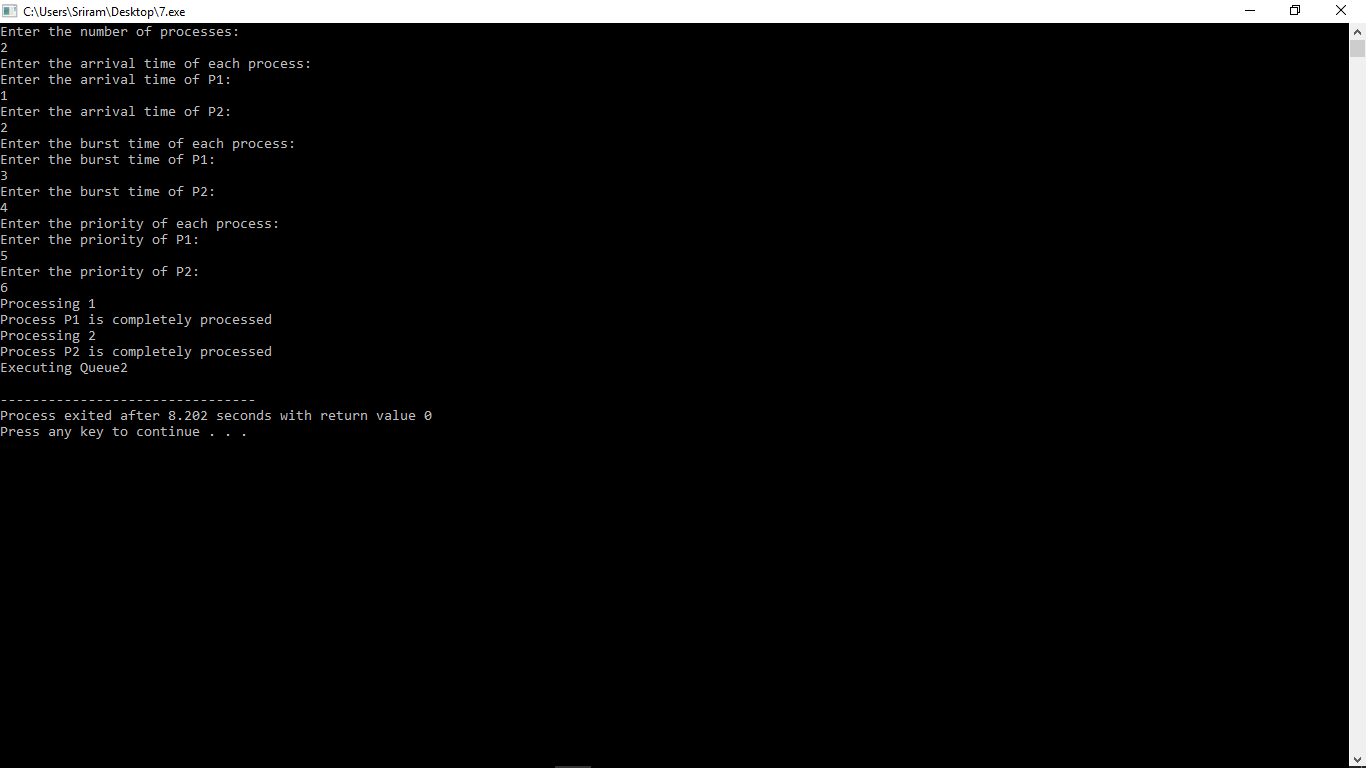 C:\Users\Sriram\Desktop\7.exe
Enter the number of processes:
2
Enter the arrival time of each process:
Enter the arrival time of P1:
1
Enter the arrival time of P2:
2
Enter the burst time of each process:
Enter the burst time of P1:
3
Enter the burst time of P2:
4
Enter the priority of each process:
Enter the priority of P1:
5
Enter the priority of P2:
6
Processing 1
Process P1 is completely processed
Processing 2
Process P2 is completely processed
Executing Queue2

--------------------------------
Process exited after 8.202 seconds with return value 0
Press any key to continue . . .